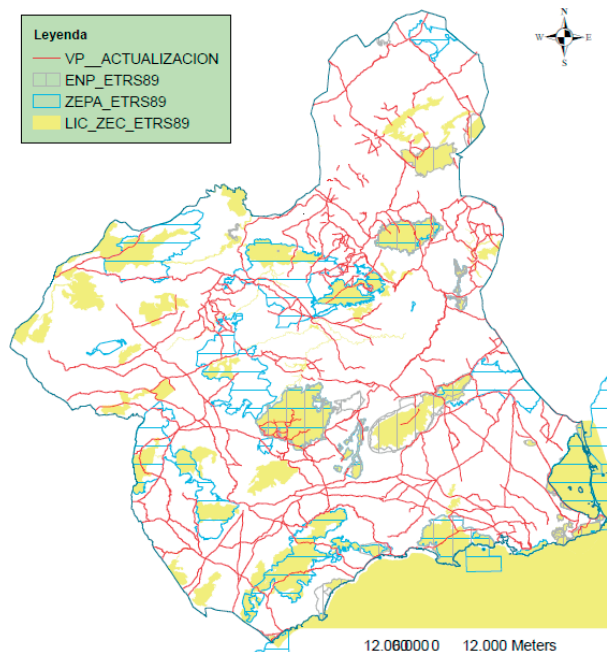 Leyenda
VP__ACTUALIZACION
ENP_ETRS89
ZEPA_ETRS89
LIC_ZEC_ETRS89
N
W E
S
12.000 Meters